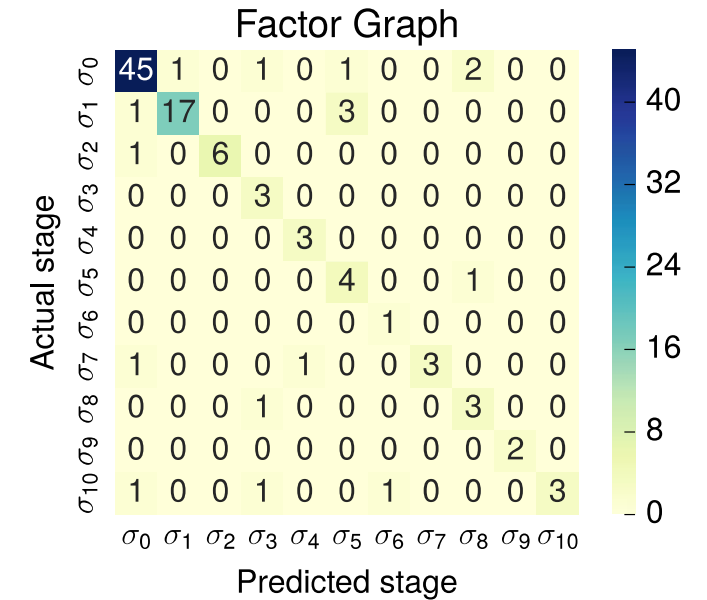 Factor Graph
σ0 45 1 0 1 0 1 0 0 2 0 0
σ1 1 17 0 0 0 3 0 0 0 0 0
σ2 1 0 6 0 0 0 0 0 0 0 0
σ3 0 0 0 3 0 0 0 0 0 0 0
σ4 0 0 0 0 3 0 0 0 0 0 0
σ5 0 0 0 0 0 4 0 0 1 0 0
σ6 0 0 0 0 0 0 1 0 0 0 0
σ7 1 0 0 0 1 0 0 3 0 0 0
σ8 0 0 0 1 0 0 0 0 3 0 0
σ9 0 0 0 0 0 0 0 0 0 2 0
σ10 1 0 0 1 0 0 1 0 0 0 3
σ0 σ1 σ2 σ3 σ4 σ5 σ6 σ7 σ8 σ9 σ10
Predicted stage
Actual stage
40
32
24
16
8
0